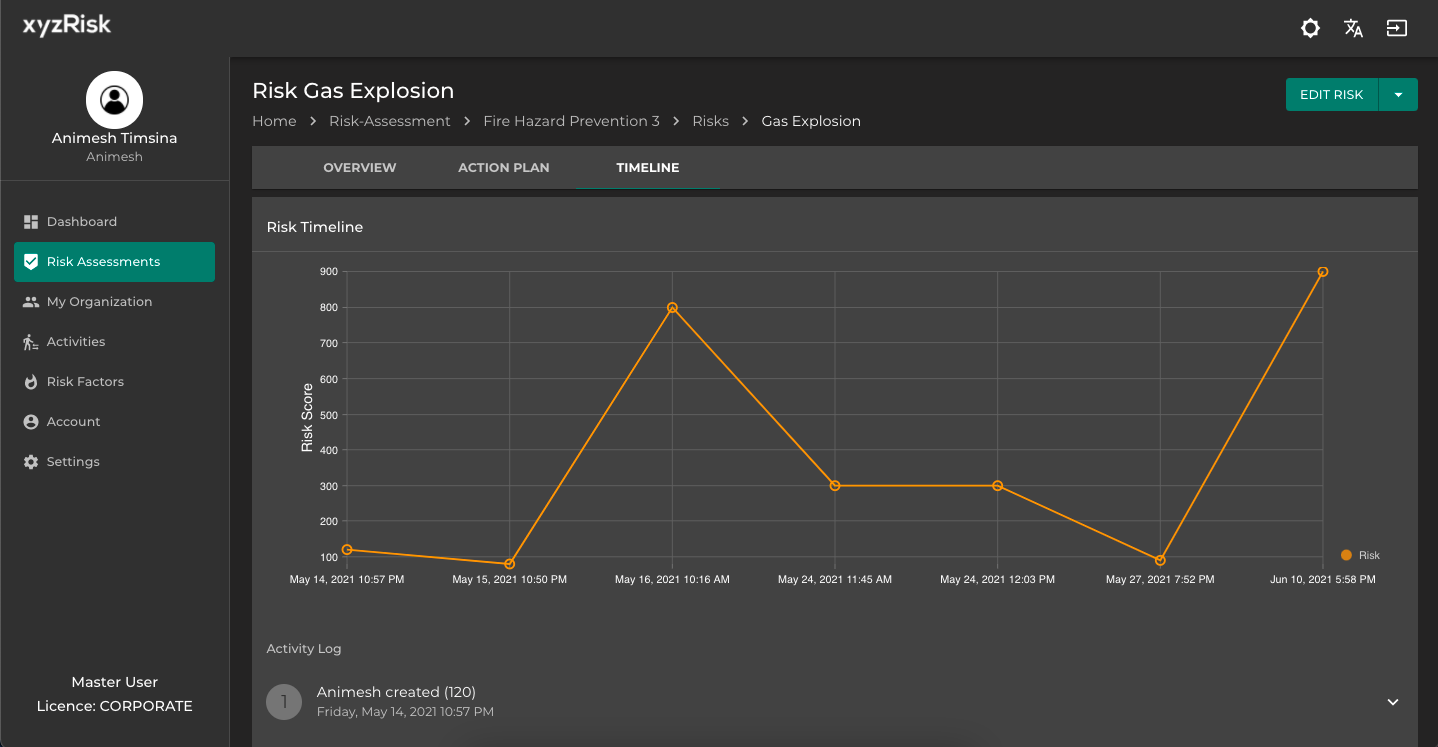 xyzRisk
Animesh Timsina
Animesh
Dashboard
Risk Assessments
My Organization
Activities
Risk Factors
Account
Settings
Master User
Licence: CORPORATE
Risk Gas Explosion
EDIT RISK
Home > Risk-Assessment > Fire Hazard Prevention 3 > Risks > Gas Explosion
OVERVIEW ACTION PLAN TIMELINE
Risk Timeline
900
800
700
600
500
400
300
200
100
Risk Score
May 14, 2021 10:57 PM May 15, 2021 10:50 PM May 16, 2021 10:16 AM May 24, 2021 11:45 AM May 24, 2021 12:03 PM May 27, 2021 7:52 PM Jun 10, 2021 5:58 PM
Risk
Activity Log
1
Animesh created (120)
Friday, May 14, 2021 10:57 PM